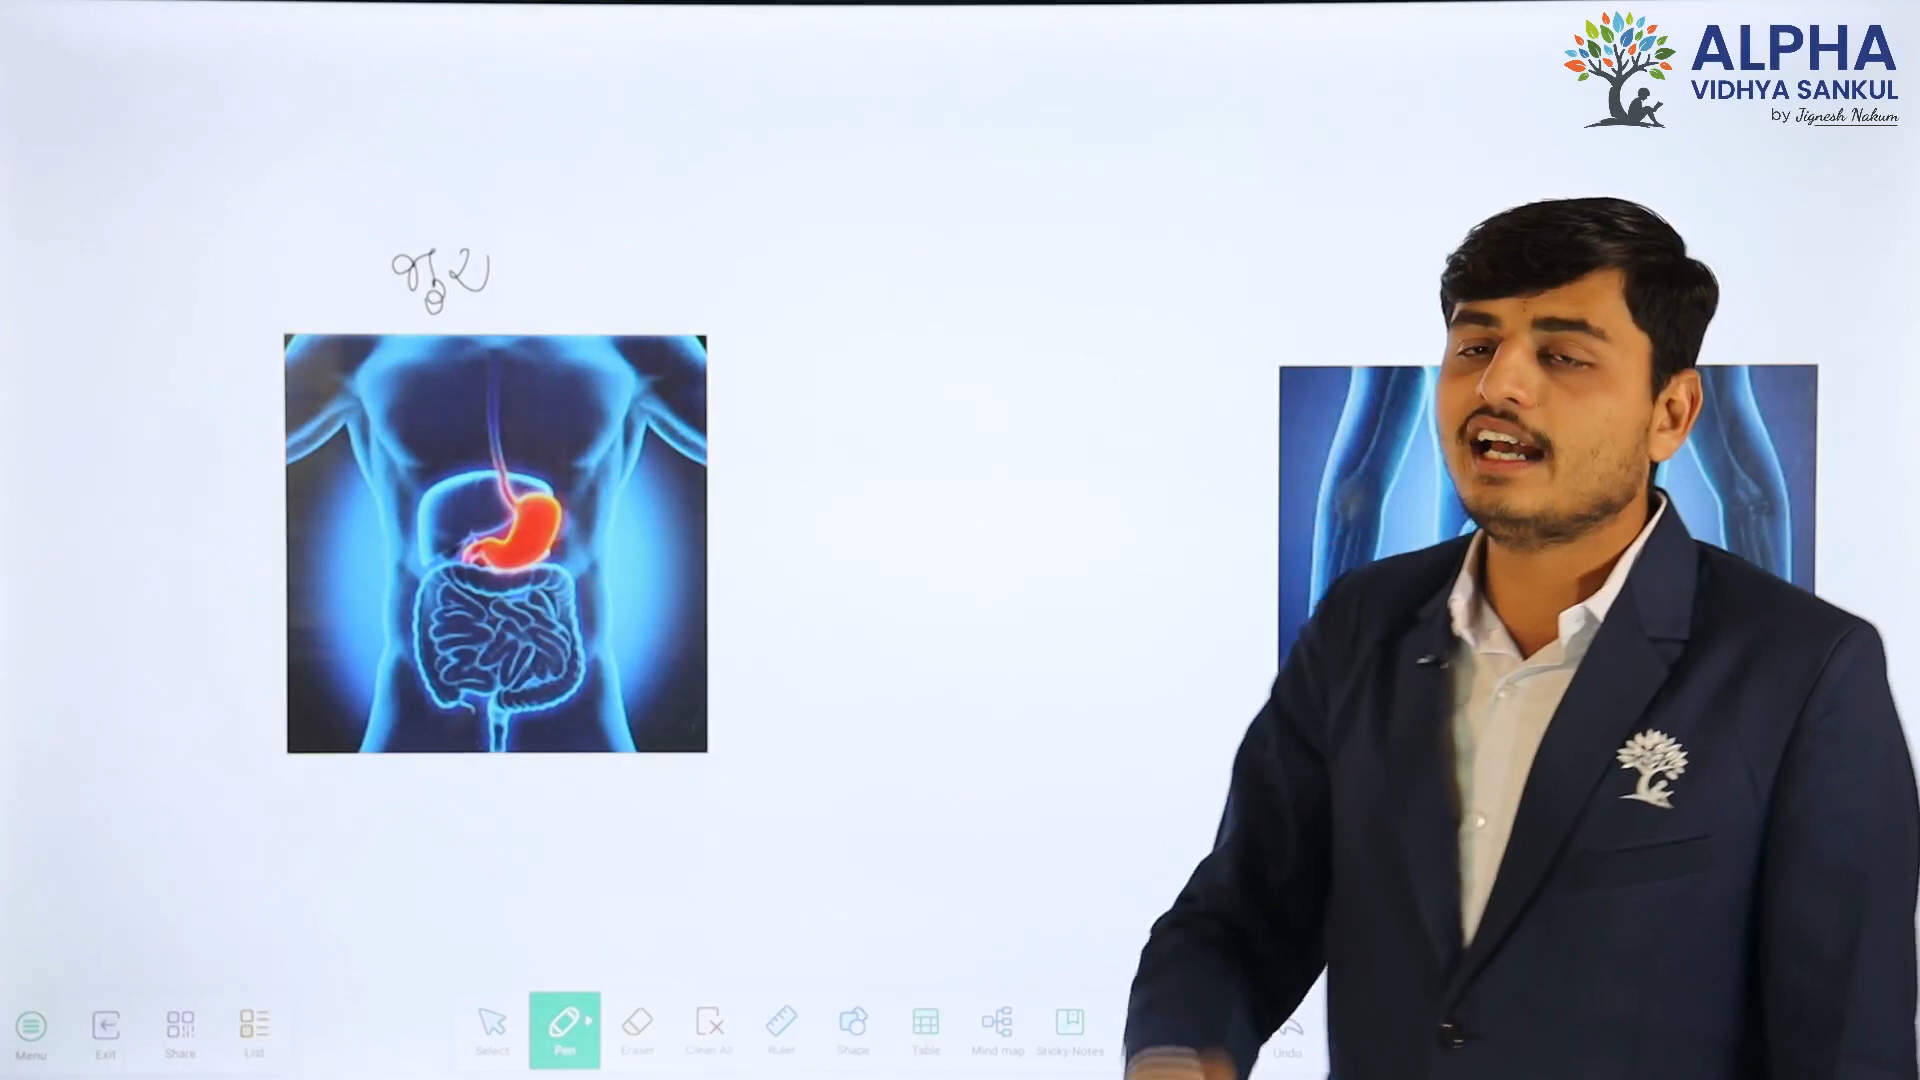 ALPHA
VIDHYA SANKUL
by Jignesh Nakum
Menu
Exit
Share
List
Select
Pen
Eraser
Clean All
Ruler
Shape
Table
Mind map
Sticky Notes
Undo